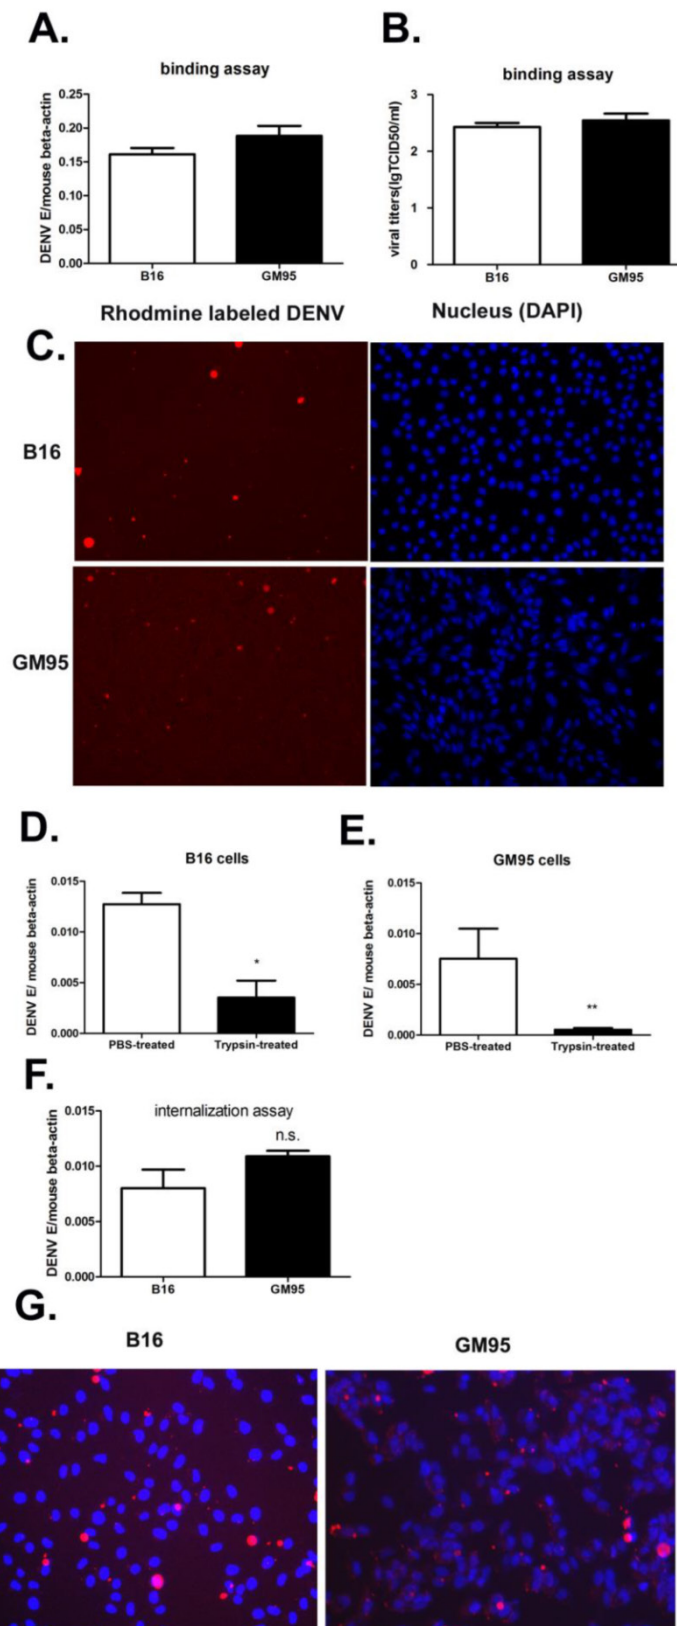 A.
binding assay
DENV E/mouse beta-actin
0.25
0.20
0.15
0.10
0.05
0.00
B16
GM95
B.
binding assay
viral titers(lgTCID50/ml)
3
2
1
0
B16
GM95
Rhodmine labeled DENV
Nucleus (DAPI)
C.
B16
GM95
D.
B16 cells
DENV E/ mouse beta-actin
0.015
0.010
0.005
0.000
*
PBS-treated
Trypsin-treated
E.
GM95 cells
DENV E/ mouse beta-actin
0.015
0.010
0.005
0.000
**
PBS-treated
Trypsin-treated
F.
internalization assay
n.s.
DENV E/mouse beta-actin
0.015
0.010
0.005
0.000
B16
GM95
G.
B16
GM95